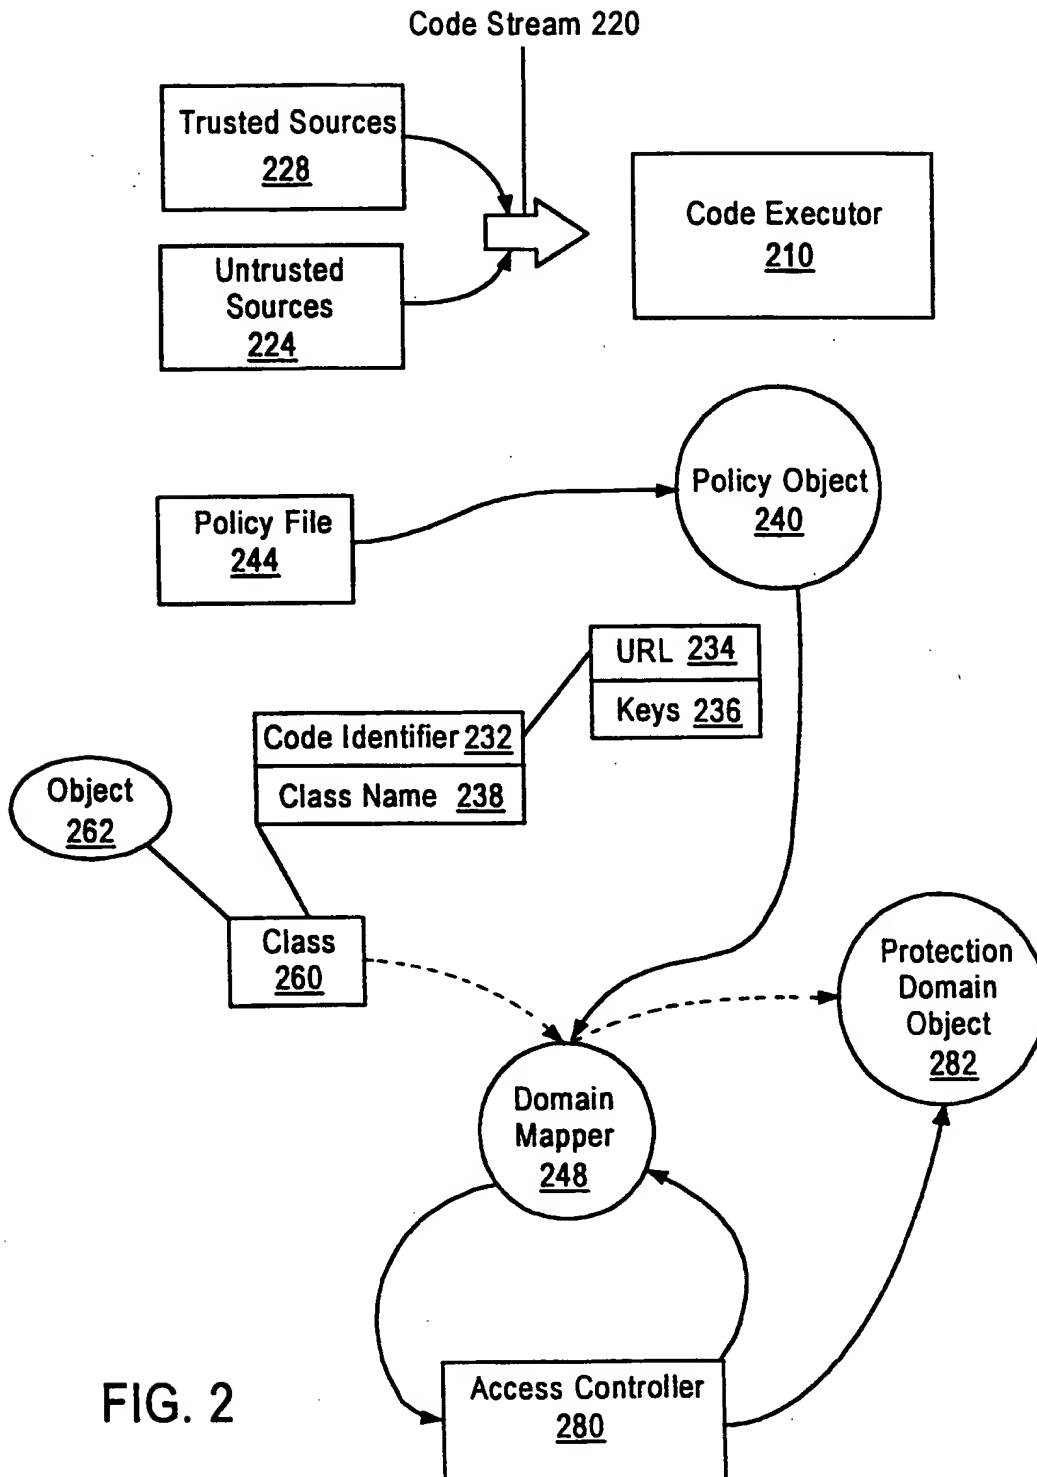 Code Stream 220
Trusted Sources
228
Untrusted
Sources
224
Code Executor
210
Policy Object
240
Policy File
244
URL 234
Keys 236
Code Identifier 232
Class Name 238
Object
262
Class
260
Protection
Domain
Object
282
Domain
Mapper
248
Access Controller
280
FIG. 2